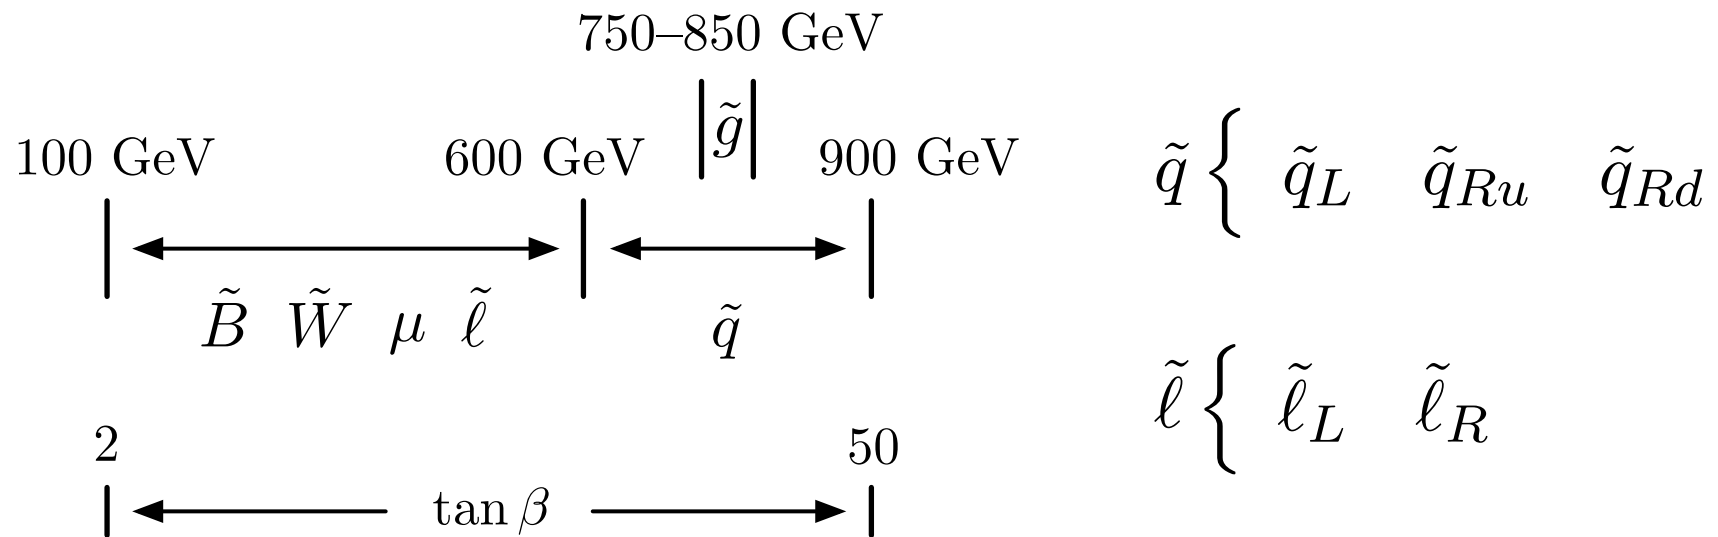 750–850 GeV
g̃
100 GeV 600 GeV 900 GeV
B̃ W̃ μ ℓ̃ q̃
2 50
tan β
q̃ { q̃_L q̃_Ru q̃_Rd
ℓ̃ { ℓ̃_L ℓ̃_R